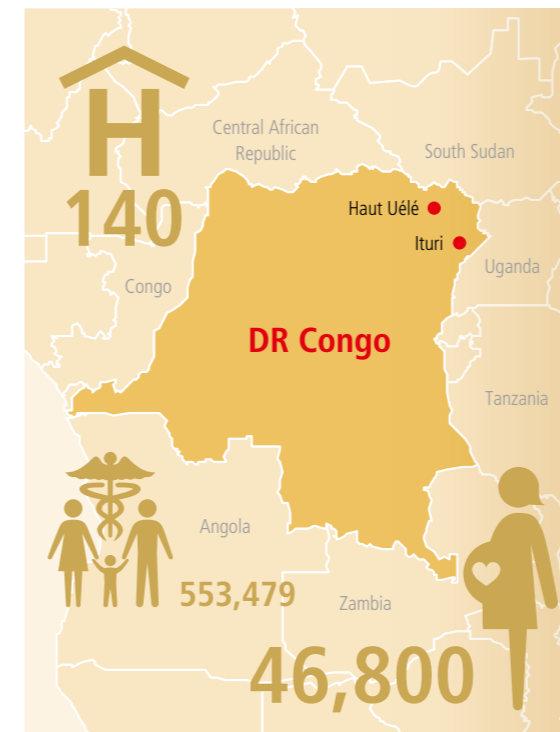 H
140
Central African
Republic
South Sudan
Haut Uélé
Ituri
Uganda
Congo
DR Congo
Tanzania
Angola
553,479
Zambia
46,800